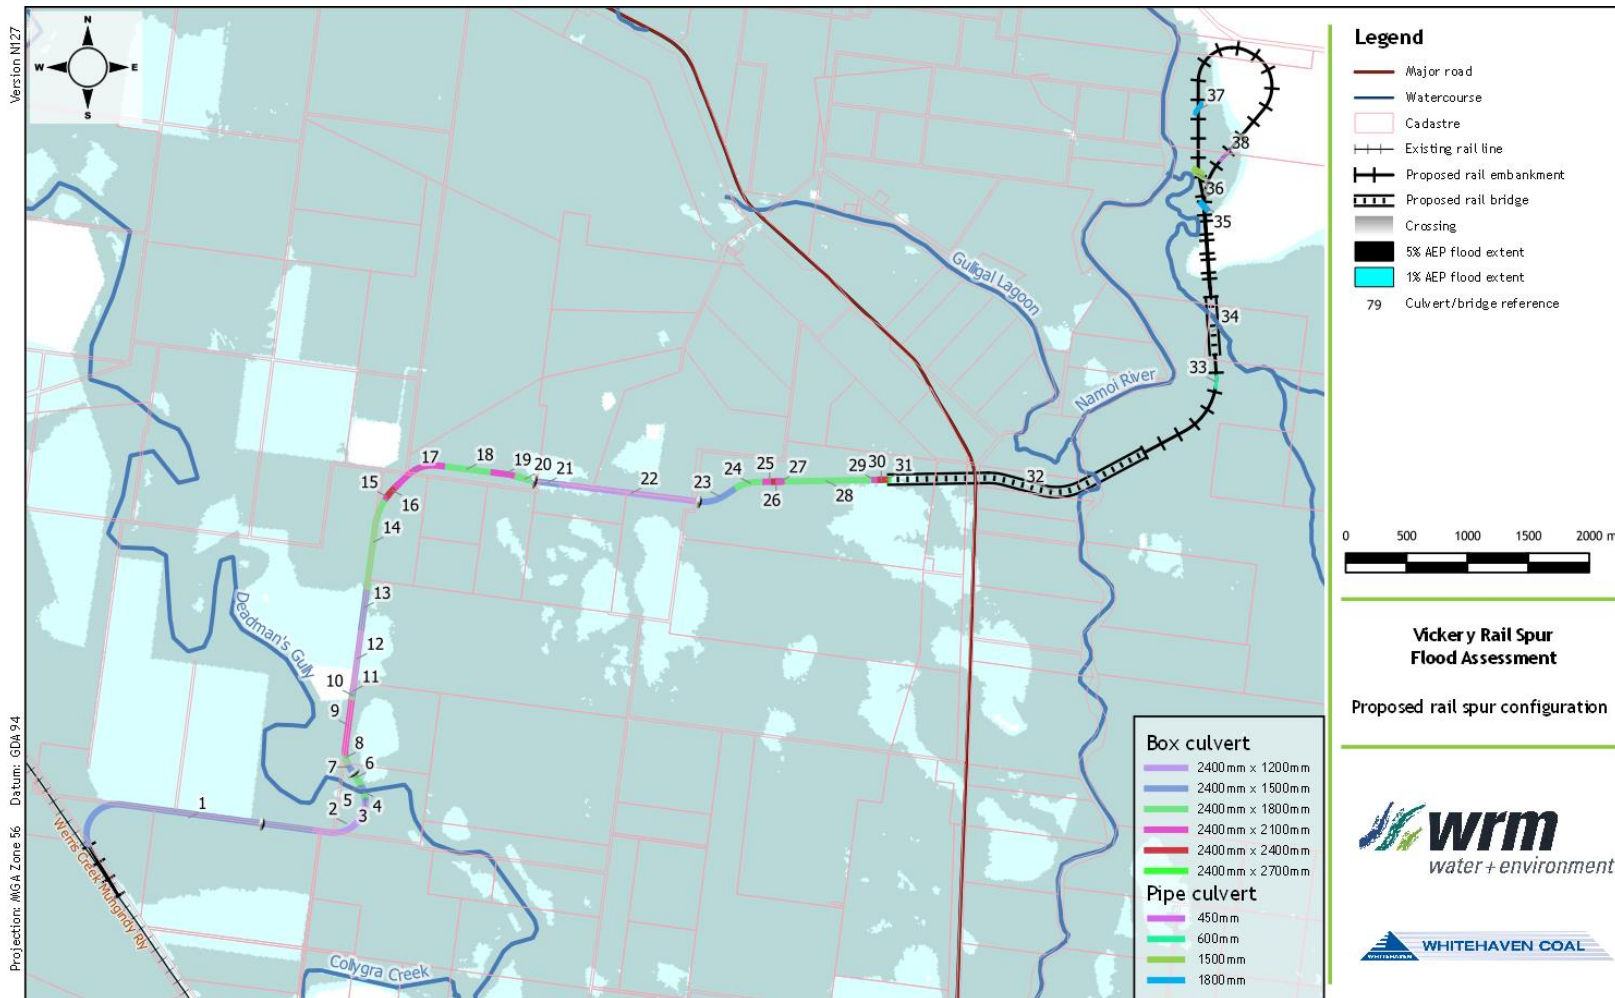 Version N127
Datum: GDA 94
Projection: MGA Zone 56
N
W
E
S
37
38
36
35
34
33
Gulligal Lagoon
Namoi River
17
18
19
20
21
22
23
24
25
26
27
28
29
30
31
32
15
16
14
13
12
11
10
9
8
7
6
5
4
3
2
1
Deadman's Gully
Werris Creek Mungindy Rly
Collygra Creek
Legend
Major road
Watercourse
Cadastre
Existing rail line
Proposed rail embankment
Proposed rail bridge
Crossing
5% AEP flood extent
1% AEP flood extent
79 Culvert/bridge reference
0 500 1000 1500 2000 m
Vickery Rail Spur
Flood Assessment
Proposed rail spur configuration
Box culvert
2400mm x 1200mm
2400mm x 1500mm
2400mm x 1800mm
2400mm x 2100mm
2400mm x 2400mm
2400mm x 2700mm
Pipe culvert
450mm
600mm
1500mm
1800mm
wrm
water+environment
WHITEHAVEN
WHITEHAVEN COAL